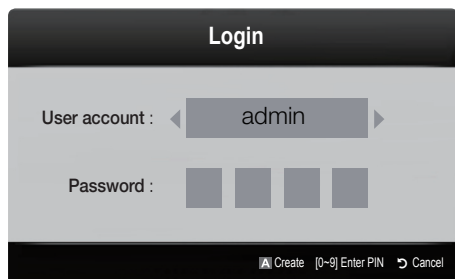 Login
User account : admin
Password :
A Create [0~9] Enter PIN Cancel